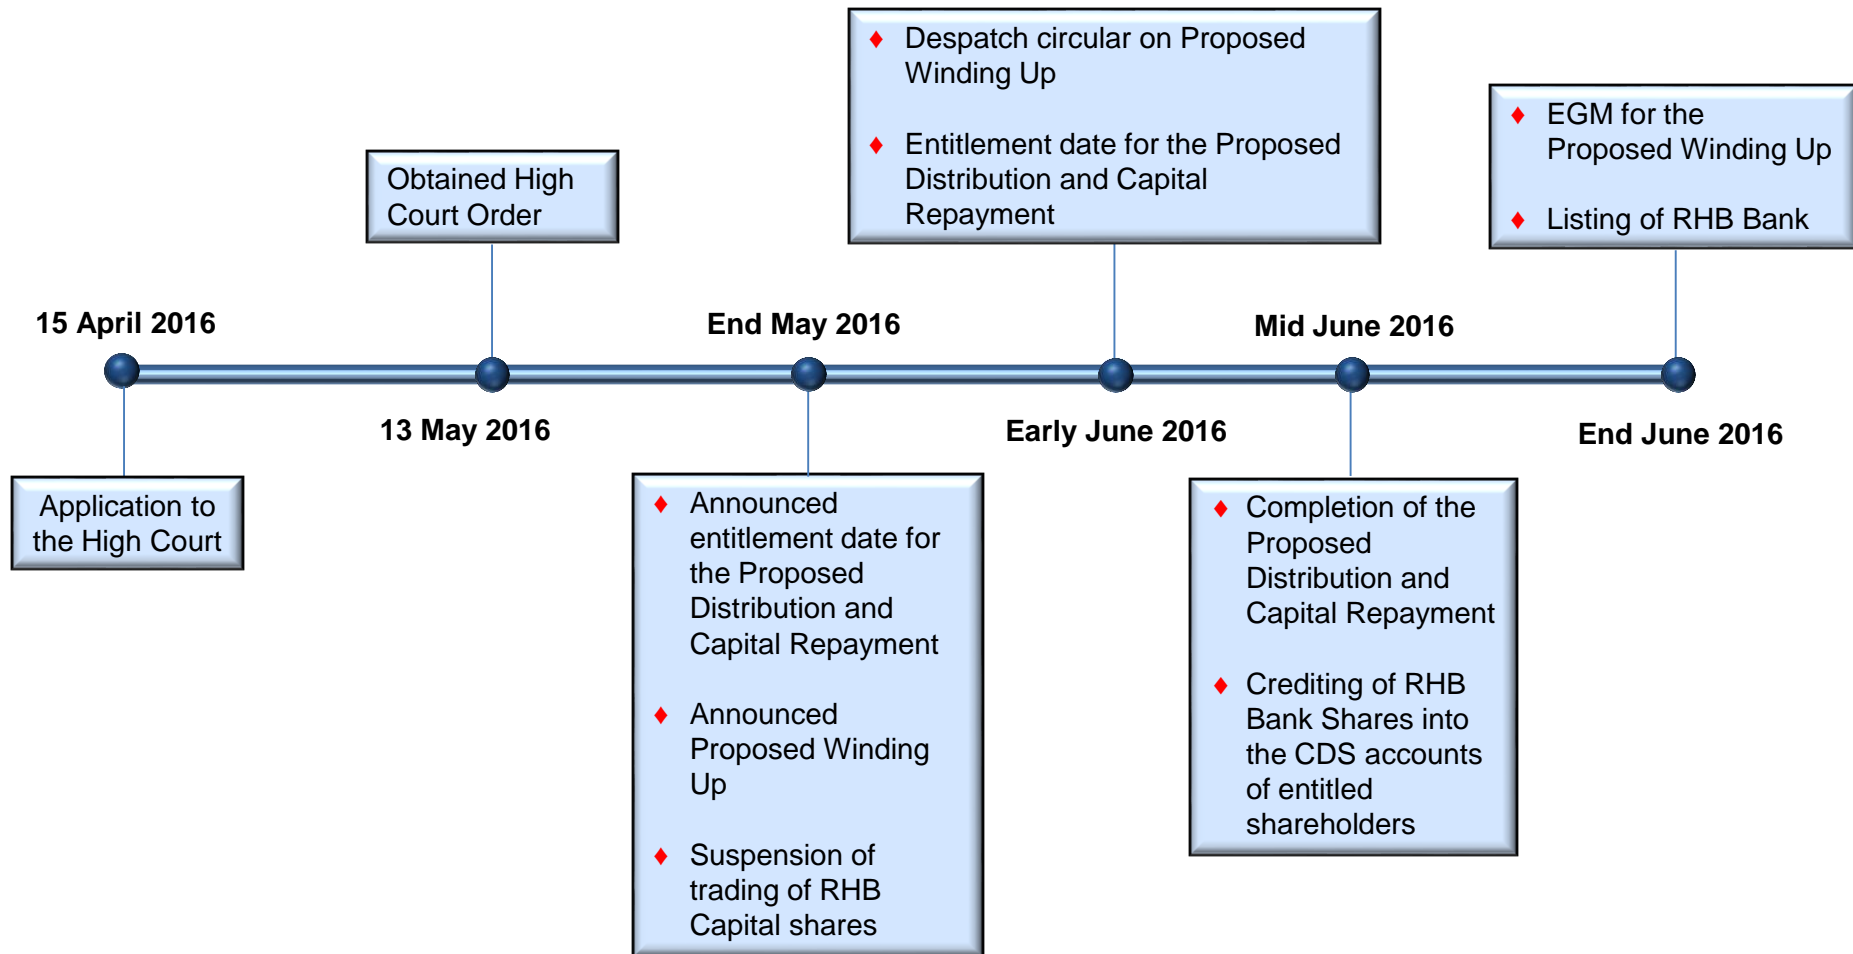 Despatch circular on Proposed
Winding Up
Entitlement date for the Proposed
Distribution and Capital
Repayment
EGM for the
Proposed Winding Up
Listing of RHB Bank
Obtained High
Court Order
15 April 2016
End May 2016
Mid June 2016
13 May 2016
Early June 2016
End June 2016
Application to
the High Court
Announced
entitlement date for
the Proposed
Distribution and
Capital Repayment
Announced
Proposed Winding
Up
Suspension of
trading of RHB
Capital shares
Completion of the
Proposed
Distribution and
Capital Repayment
Crediting of RHB
Bank Shares into
the CDS accounts
of entitled
shareholders